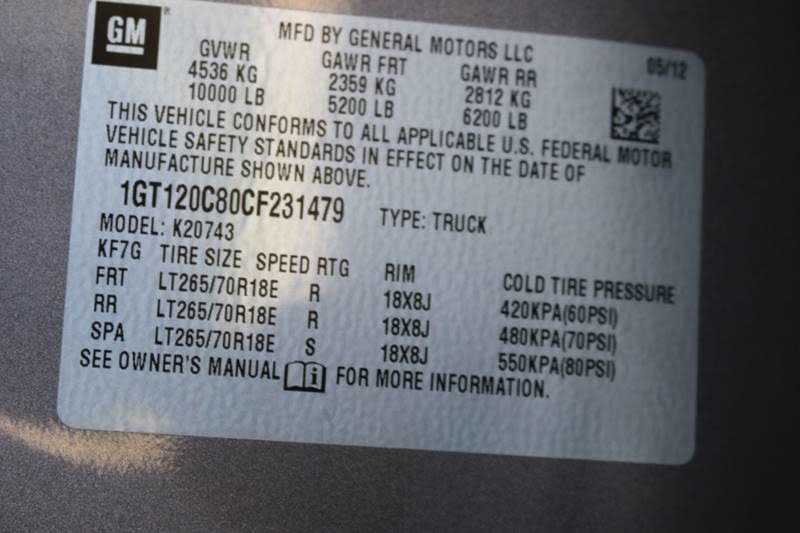 GM
MFD BY GENERAL MOTORS LLC
05/12
GVWR GAWR FRT GAWR RR
4536 KG 2359 KG 2812 KG
10000 LB 5200 LB 6200 LB
THIS VEHICLE CONFORMS TO ALL APPLICABLE U.S. FEDERAL MOTOR
VEHICLE SAFETY STANDARDS IN EFFECT ON THE DATE OF
MANUFACTURE SHOWN ABOVE.
1GT120C80CF231479 TYPE: TRUCK
MODEL: K20743
KF7G TIRE SIZE SPEED RTG RIM COLD TIRE PRESSURE
FRT LT265/70R18E R 18X8J 420KPA(60PSI)
RR LT265/70R18E R 18X8J 480KPA(70PSI)
SPA LT265/70R18E S 18X8J 550KPA(80PSI)
SEE OWNER'S MANUAL i FOR MORE INFORMATION.